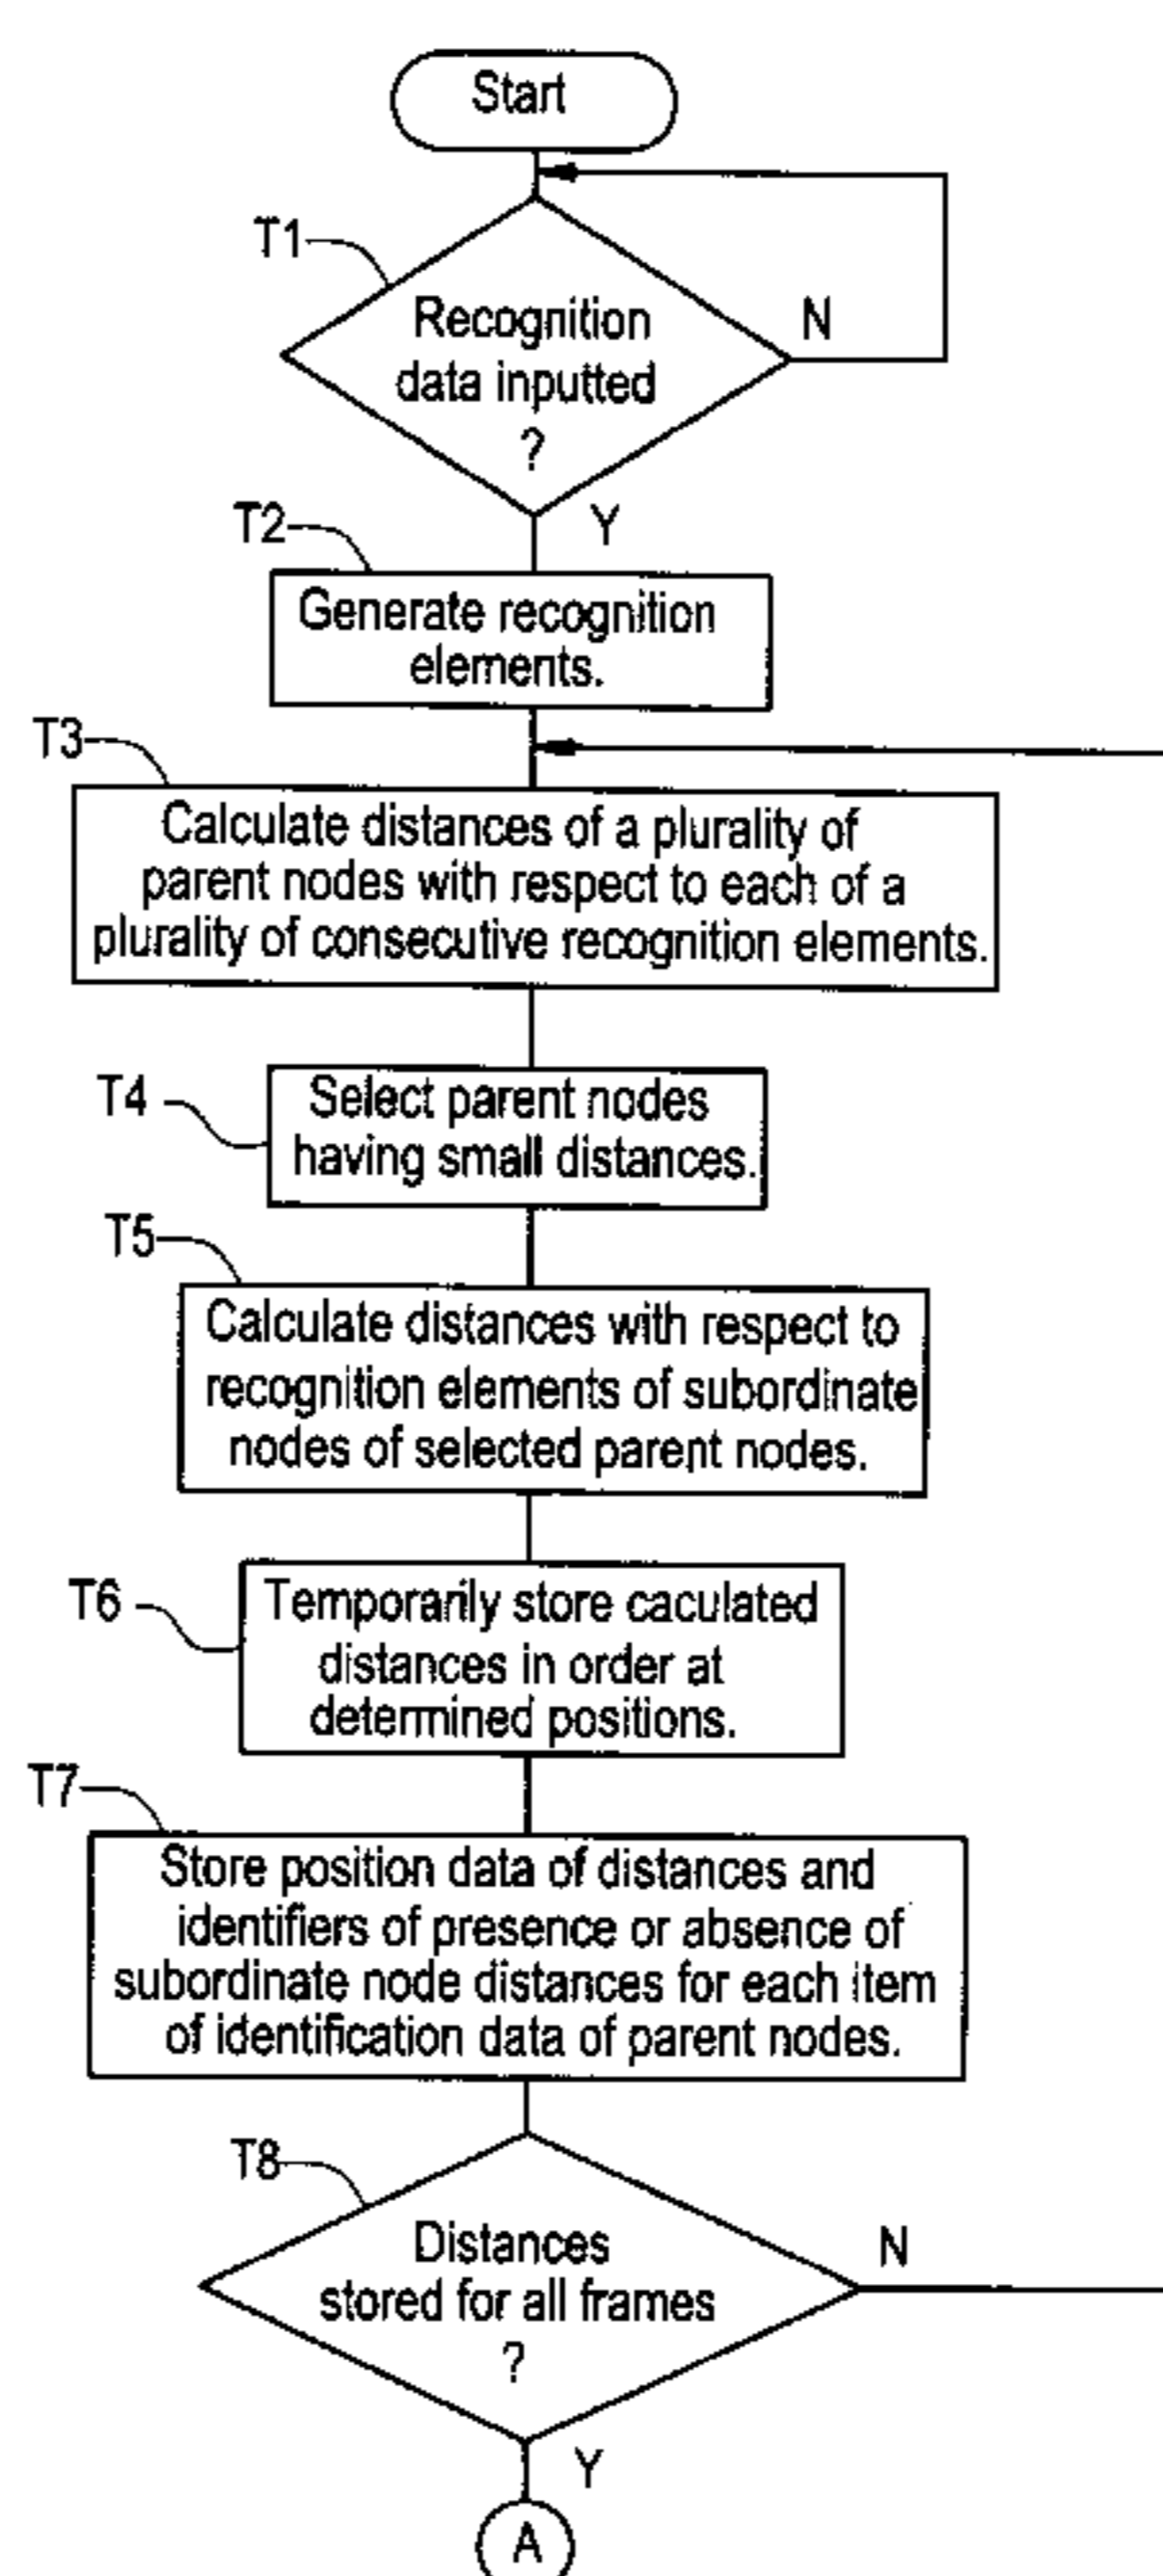 Start
T1
Recognition
data inputted
?
N
Y
T2
Generate recognition
elements.
T3
Calculate distances of a plurality of
parent nodes with respect to each of a
plurality of consecutive recognition elements.
T4
Select parent nodes
having small distances.
T5
Calculate distances with respect to
recognition elements of subordinate
nodes of selected parent nodes.
T6
Temporarily store caculated
distances in order at
determined positions.
T7
Store position data of distances and
identifiers of presence or absence of
subordinate node distances for each item
of identification data of parent nodes.
T8
Distances
stored for all frames
?
N
Y
A